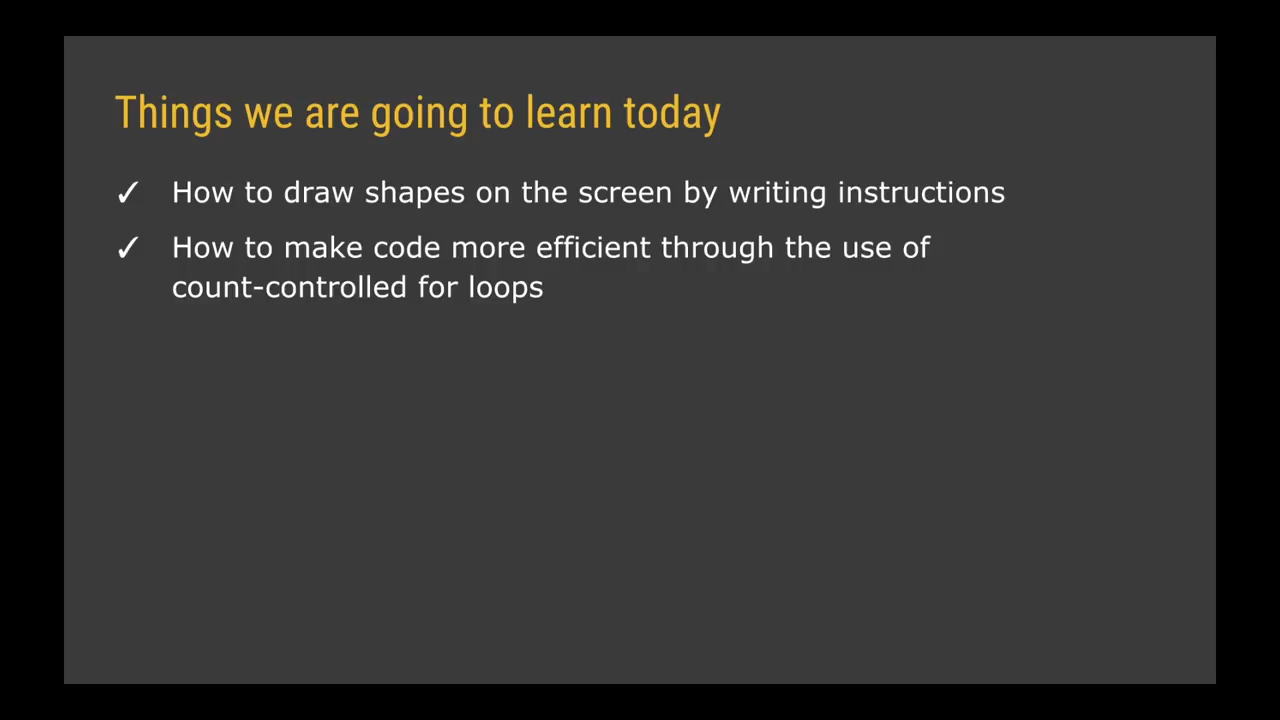 Things we are going to learn today
✓ How to draw shapes on the screen by writing instructions
✓ How to make code more efficient through the use of
count-controlled for loops